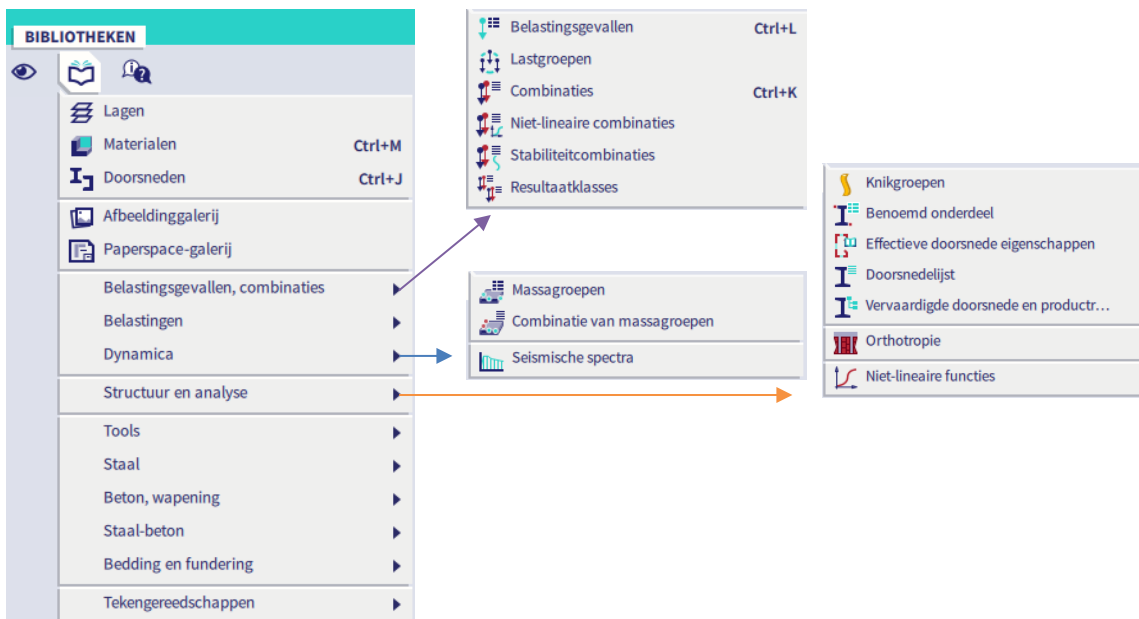 BIBLIOTHEKEN
Lagen
Materialen Ctrl+M
Doorsneden Ctrl+J
Afbeeldinggalerij
Paperspace-galerij
Belastingsgevallen, combinaties
Belastingen
Dynamica
Structuur en analyse
Tools
Staal
Beton, wapening
Staal-beton
Bedding en fundering
Tekengereedschappen
Belastingsgevallen Ctrl+L
Lastgroepen
Combinaties Ctrl+K
Niet-lineaire combinaties
Stabiliteitcombinaties
Resultaatklasses
Massagroepen
Combinatie van massagroepen
Seismische spectra
Knikgroepen
Benoemd onderdeel
Effectieve doorsnede eigenschappen
Doorsnedelijst
Vervaardigde doorsnede en productr...
Orthotropie
Niet-lineaire functies